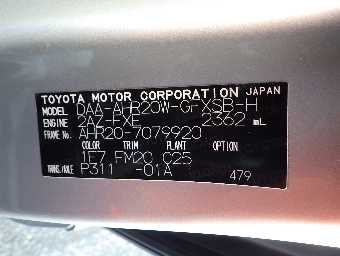 TOYOTA MOTOR CORPORATION JAPAN
MODEL DAA-AHR20W-GFXSB-H
ENGINE 2AZ-FXE 2362 mL
FRAME No. AHR20-7079920
COLOR TRIM PLANT
1E7 FM20 C25
TRANS./AXLE P311 -01A
479